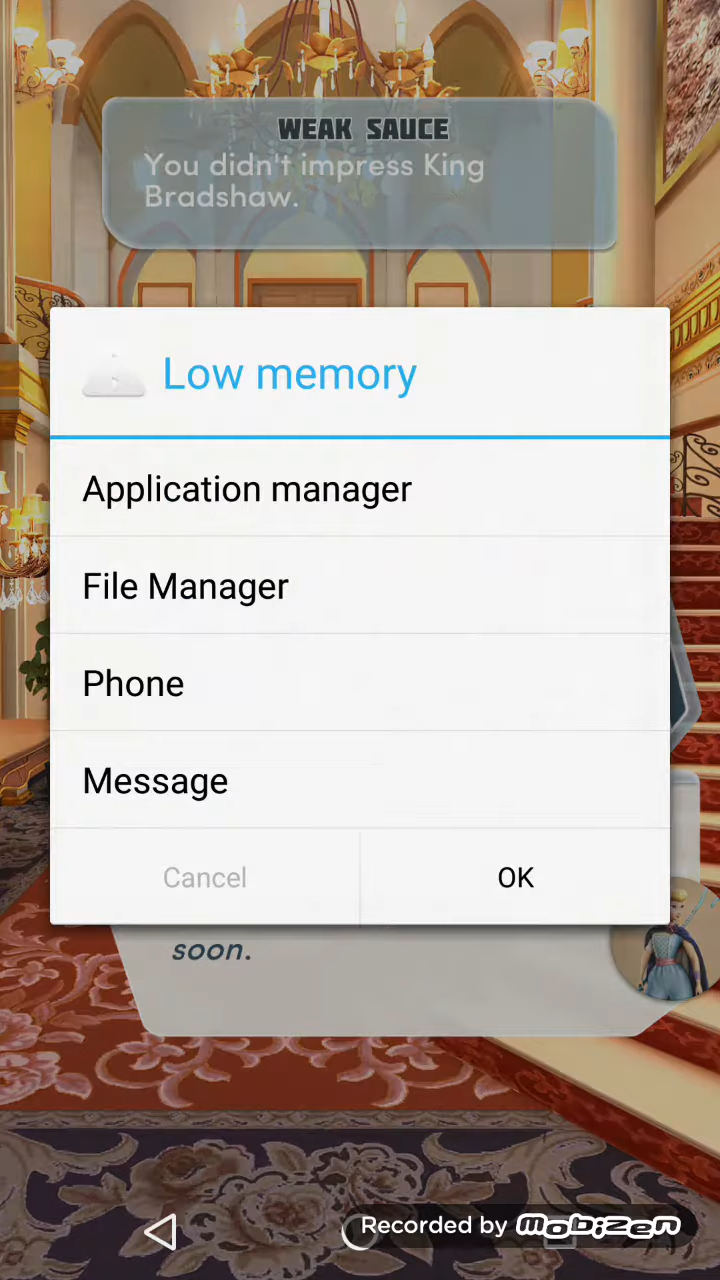 WEAK SAUCE
You didn't impress King
Bradshaw.
Low memory
Application manager
File Manager
Phone
Message
Cancel
OK
soon.
Recorded by mobizen